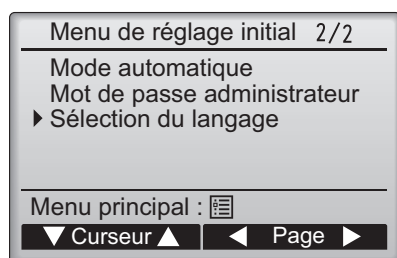 Menu de réglage initial 2/2
Mode automatique
Mot de passe administrateur
Sélection du langage
Menu principal :
▼ Curseur ▲ ◀ Page ▶